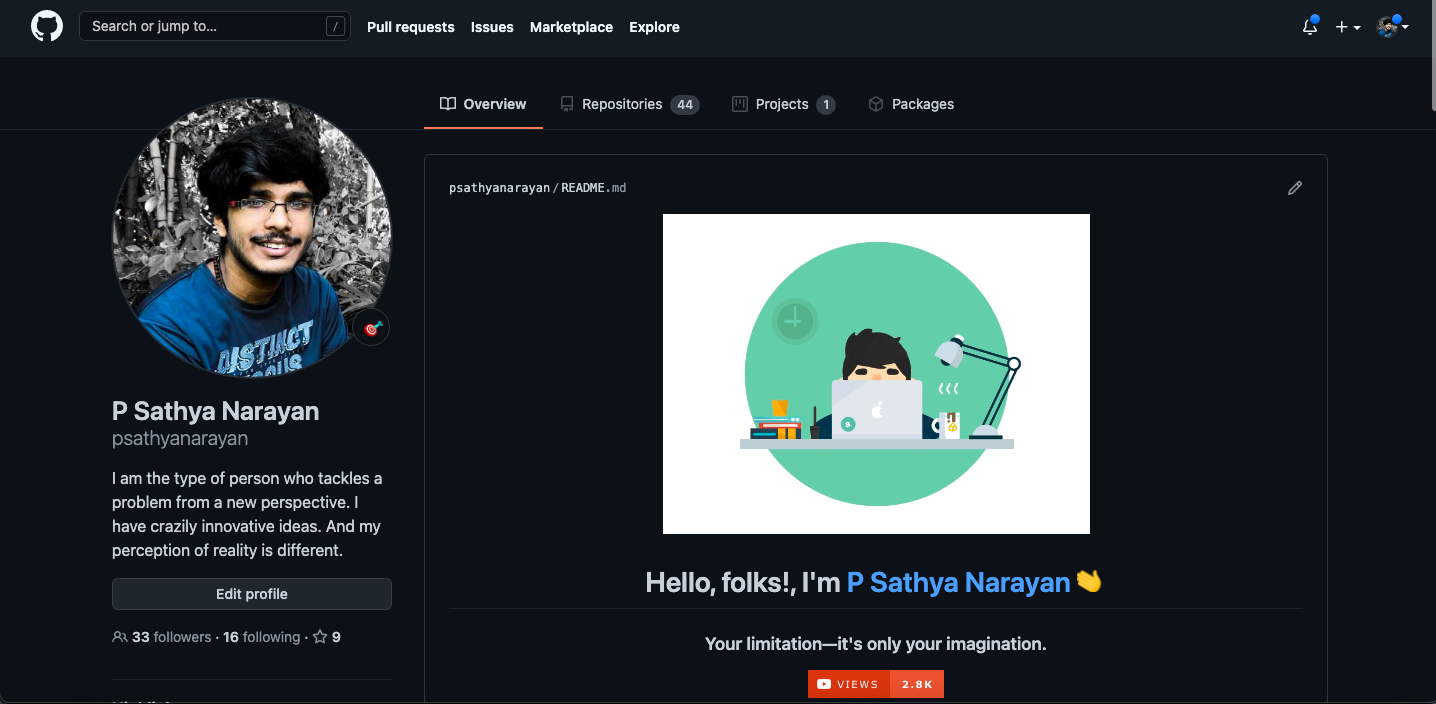 Search or jump to...
/
Pull requests
Issues
Marketplace
Explore
Overview
Repositories 44
Projects 1
Packages
psathyanarayan/README.md
DISTINCT
P Sathya Narayan
psathyanarayan
I am the type of person who tackles a
problem from a new perspective. I
have crazily innovative ideas. And my
perception of reality is different.
Edit profile
33 followers · 16 following · 9
Hello, folks!, I'm P Sathya Narayan
Your limitation—it's only your imagination.
VIEWS 2.8K